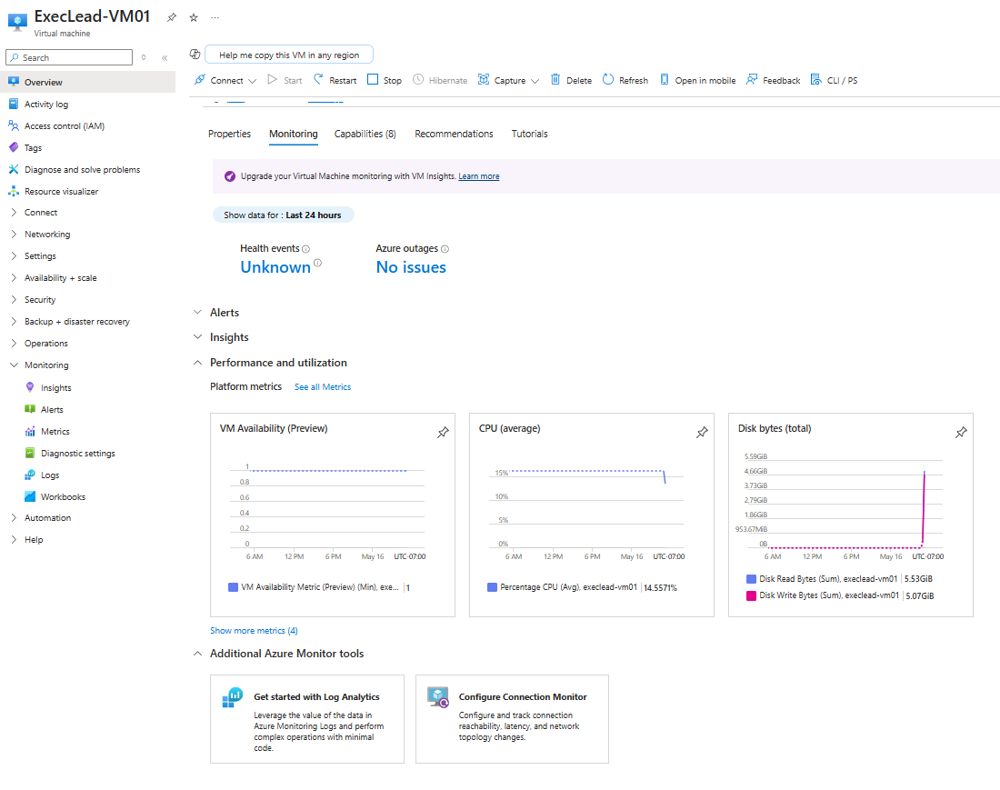 ExecLead-VM01
Virtual machine
Search
Help me copy this VM in any region
Connect
Start
Restart
Stop
Hibernate
Capture
Delete
Refresh
Open in mobile
Feedback
CLI / PS
Overview
Activity log
Access control (IAM)
Tags
Diagnose and solve problems
Resource visualizer
Connect
Networking
Settings
Availability + scale
Security
Backup + disaster recovery
Operations
Monitoring
Insights
Alerts
Metrics
Diagnostic settings
Logs
Workbooks
Automation
Help
Properties
Monitoring
Capabilities (8)
Recommendations
Tutorials
Upgrade your Virtual Machine monitoring with VM Insights. Learn more
Show data for : Last 24 hours
Health events
Unknown
Azure outages
No issues
Alerts
Insights
Performance and utilization
Platform metrics
See all Metrics
VM Availability (Preview)
1
0.8
0.6
0.4
0.2
0
6 AM
12 PM
6 PM
May 16
UTC-07:00
VM Availability Metric (Preview) (Min), exe...
1
CPU (average)
15%
10%
5%
0%
6 AM
12 PM
6 PM
May 16
UTC-07:00
Percentage CPU (Avg), execlead-vm01
14.5571%
Disk bytes (total)
5.59GiB
4.66GiB
3.73GiB
2.79GiB
1.86GiB
953.67MiB
0B
6 AM
12 PM
6 PM
May 16
UTC-07:00
Disk Read Bytes (Sum), execlead-vm01
5.53GiB
Disk Write Bytes (Sum), execlead-vm01
5.07GiB
Show more metrics (4)
Additional Azure Monitor tools
Get started with Log Analytics
Leverage the value of the data in
Azure Monitoring Logs and perform
complex operations with minimal
code.
Configure Connection Monitor
Configure and track connection
reachability, latency, and network
topology changes.